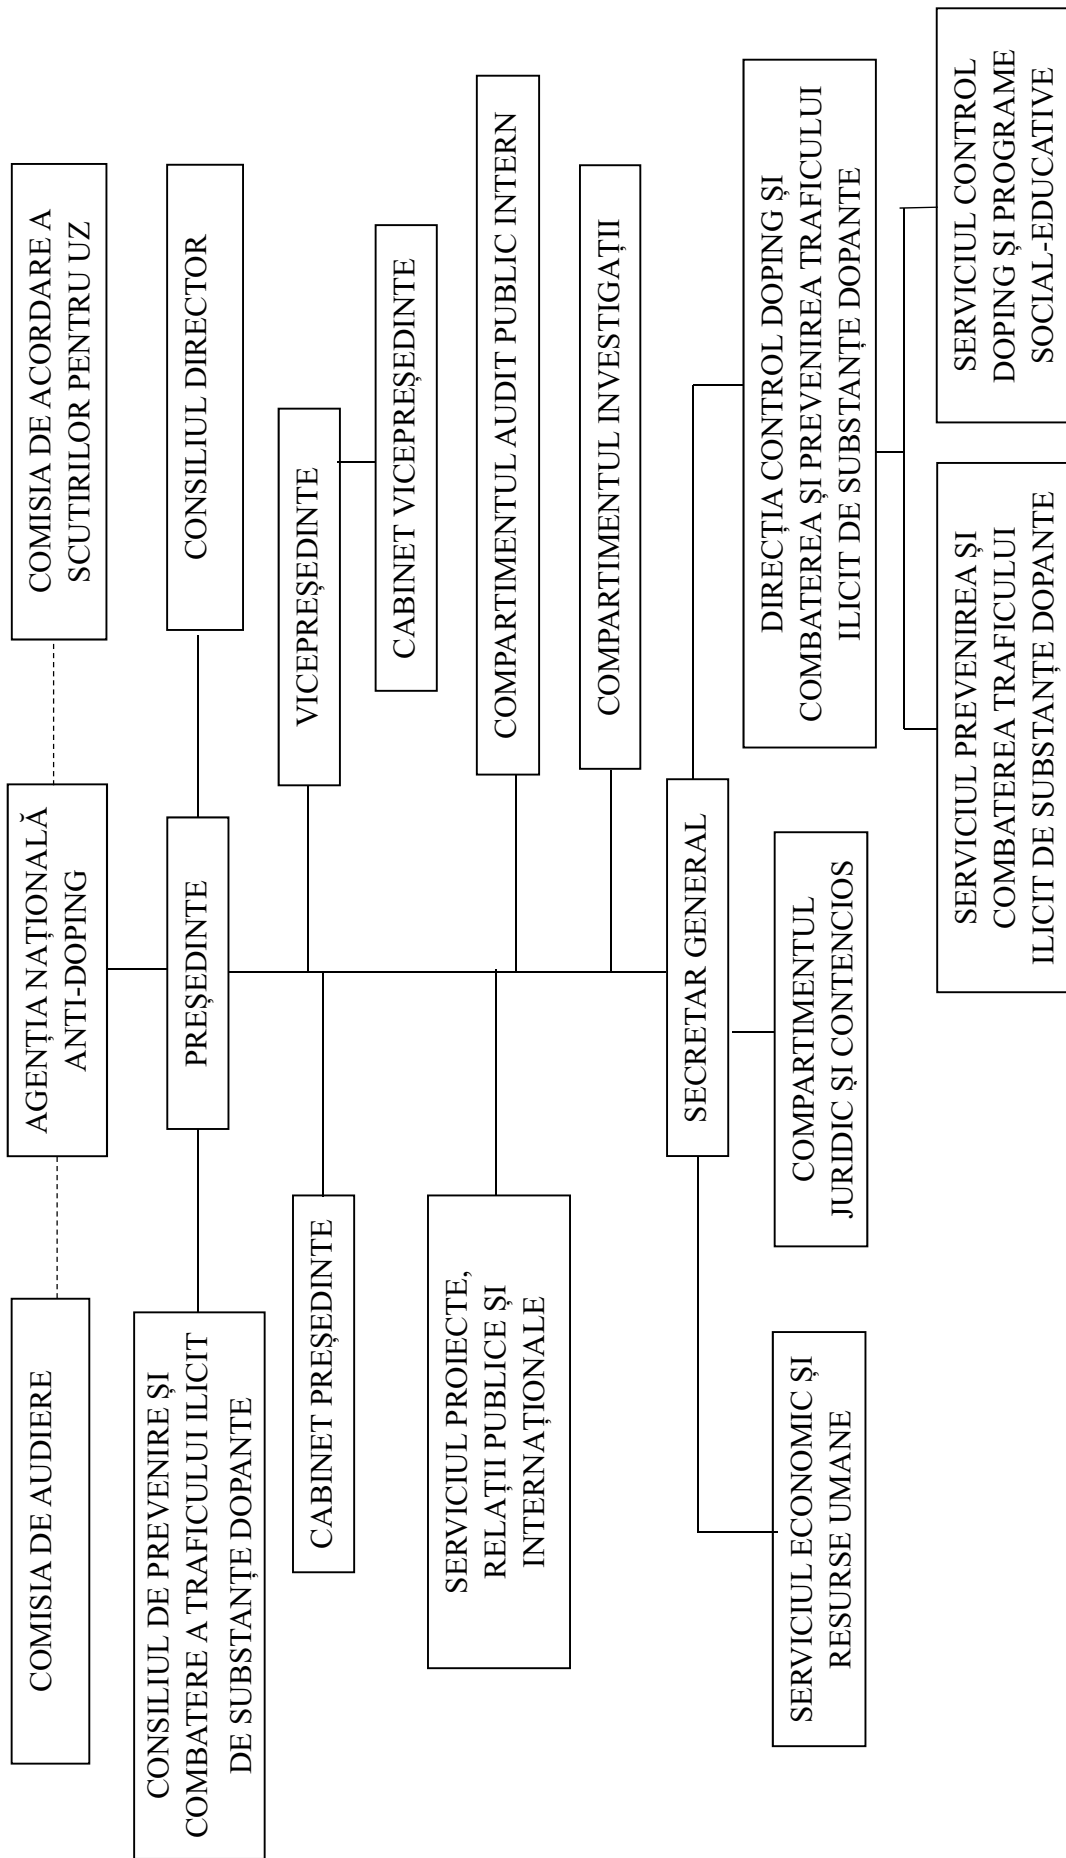 COMISIA DE AUDIERE
AGENȚIA NAȚIONALĂ
ANTI-DOPING
COMISIA DE ACORDARE A
SCUTIRILOR PENTRU UZ
CONSILIUL DE PREVENIRE ȘI
COMBATERE A TRAFICULUI ILICIT
DE SUBSTANȚE DOPANTE
PREȘEDINTE
CONSILIUL DIRECTOR
CABINET PREȘEDINTE
VICEPREȘEDINTE
CABINET VICEPREȘEDINTE
SERVICIUL PROIECTE,
RELAȚII PUBLICE ȘI
INTERNAȚIONALE
COMPARTIMENTUL AUDIT PUBLIC INTERN
COMPARTIMENTUL INVESTIGAȚII
SECRETAR GENERAL
SERVICIUL ECONOMIC ȘI
RESURSE UMANE
COMPARTIMENTUL
JURIDIC ȘI CONTENCIOS
DIRECȚIA CONTROL DOPING ȘI
COMBATEREA ȘI PREVENIREA TRAFICULUI
ILICIT DE SUBSTANȚE DOPANTE
SERVICIUL PREVENIREA ȘI
COMBATEREA TRAFICULUI
ILICIT DE SUBSTANȚE DOPANTE
SERVICIUL CONTROL
DOPING ȘI PROGRAME
SOCIAL-EDUCATIVE